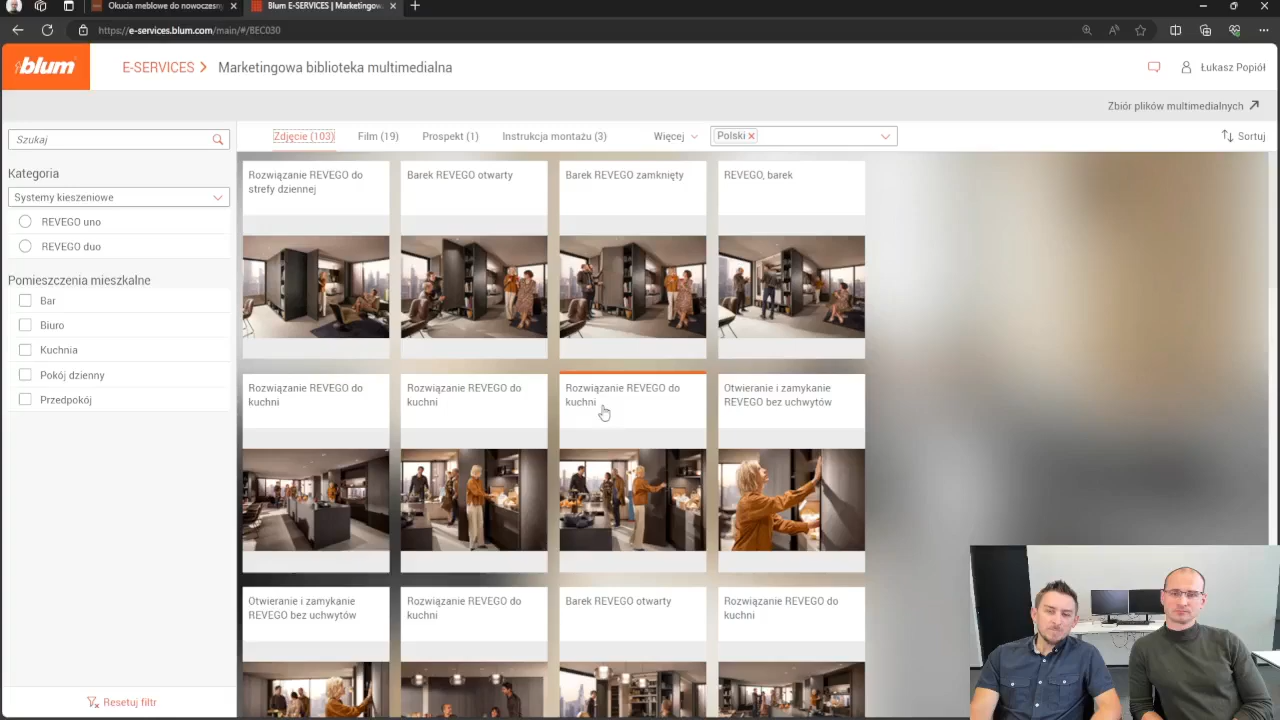 Okucia meblowe do nowoczesn
Blum E-SERVICES | Marketingow
https://e-services.blum.com/main/#/BEC030
blum
E-SERVICES
Marketingowa biblioteka multimedialna
Łukasz Popiół
Zbiór plików multimedialnych
Szukaj
Zdjęcie (103)
Film (19)
Prospekt (1)
Instrukcja montażu (3)
Więcej
Polski
Sortuj
Kategoria
Systemy kieszeniowe
REVEGO uno
REVEGO duo
Pomieszczenia mieszkalne
Bar
Biuro
Kuchnia
Pokój dzienny
Przedpokój
Resetuj filtr
Rozwiązanie REVEGO do
strefy dziennej
Barek REVEGO otwarty
Barek REVEGO zamknięty
REVEGO, barek
Rozwiązanie REVEGO do
kuchni
Rozwiązanie REVEGO do
kuchni
Rozwiązanie REVEGO do
kuchni
Otwieranie i zamykanie
REVEGO bez uchwytów
Otwieranie i zamykanie
REVEGO bez uchwytów
Rozwiązanie REVEGO do
kuchni
Barek REVEGO otwarty
Rozwiązanie REVEGO do
kuchni